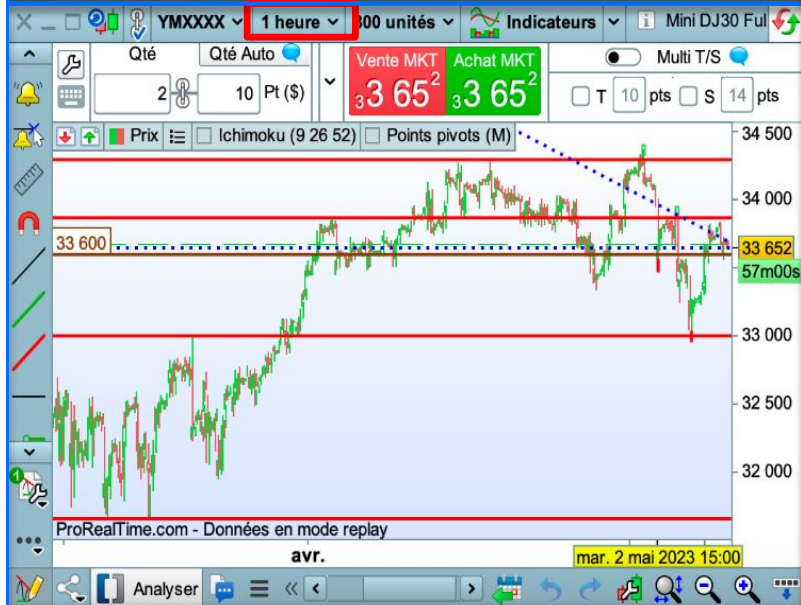 YMXXXX 1 heure 800 unités Indicateurs i Mini DJ30 Ful
Qté Qté Auto Vente MKT Achat MKT Multi T/S
2 10 Pt ($) 33 65² 33 65² T 10 pts S 14 pts
Prix Ichimoku (9 26 52) Points pivots (M)
34 500
34 000
33 600
33 652
57m00s
33 000
32 500
32 000
1
ProRealTime.com - Données en mode replay
avr. mar. 2 mai 2023 15:00
Analyser